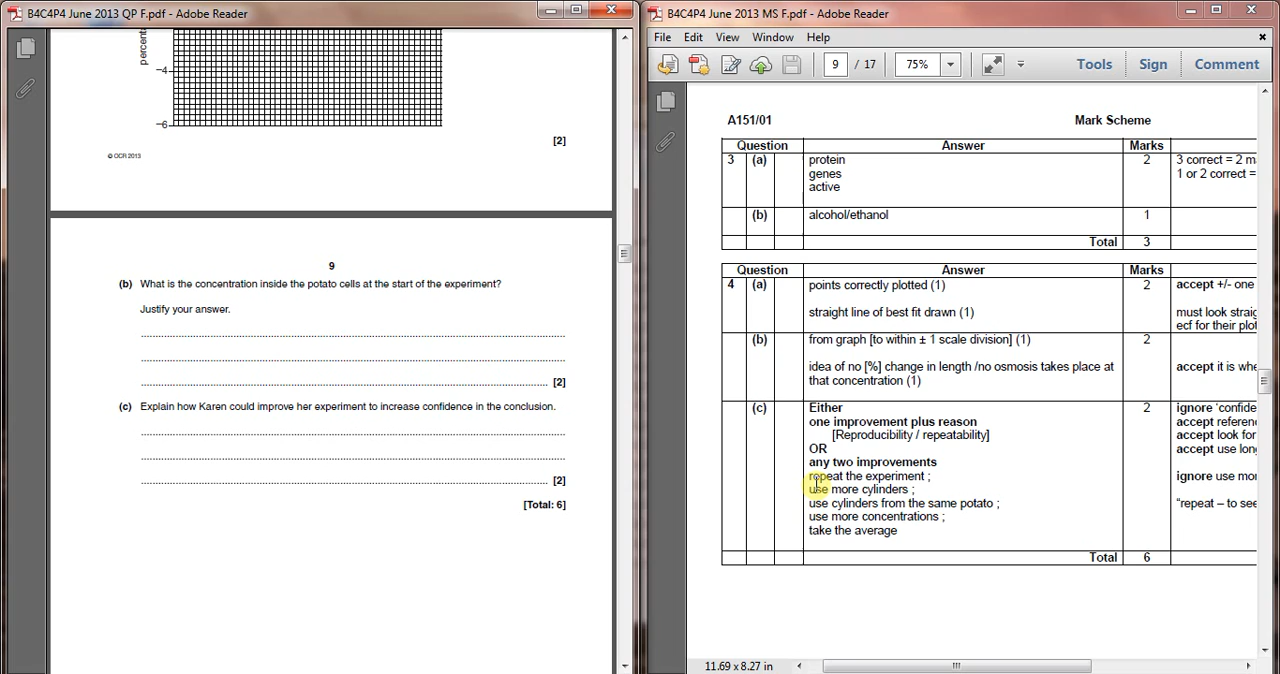 B4C4P4 June 2013 QP F.pdf - Adobe Reader
−4
−6
[2]
© OCR 2013
9
(b) What is the concentration inside the potato cells at the start of the experiment?
Justify your answer.
[2]
(c) Explain how Karen could improve her experiment to increase confidence in the conclusion.
[2]
[Total: 6]
B4C4P4 June 2013 MS F.pdf - Adobe Reader
File Edit View Window Help
9 / 17 75% Tools Sign Comment
A151/01 Mark Scheme
Question Answer Marks
3 (a) protein 2 3 correct = 2 m
genes 1 or 2 correct =
active
(b) alcohol/ethanol 1
Total 3
Question Answer Marks
4 (a) points correctly plotted (1) 2 accept +/- one
straight line of best fit drawn (1) must look straig
ecf for their plot
(b) from graph [to within ± 1 scale division] (1) 2
idea of no [%] change in length /no osmosis takes place at accept it is whe
that concentration (1)
(c) Either 2 ignore 'confide
one improvement plus reason accept referenc
[Reproducibility / repeatability] accept look for
OR accept use long
any two improvements
repeat the experiment ; ignore use mor
use more cylinders ;
use cylinders from the same potato ; “repeat – to see
use more concentrations ;
take the average
Total 6
11.69 x 8.27 in